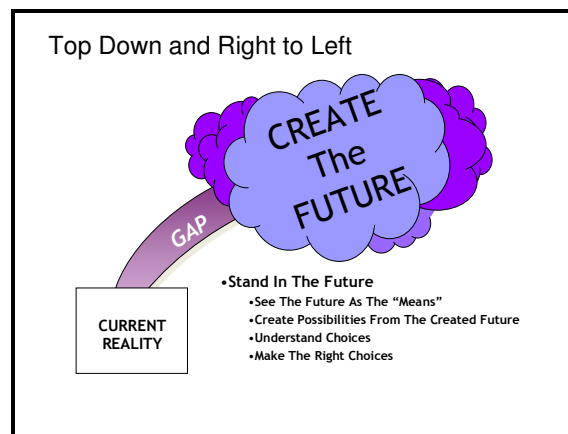 Top Down and Right to Left
CREATE
The
FUTURE
GAP
CURRENT
REALITY
•Stand In The Future
•See The Future As The “Means”
•Create Possibilities From The Created Future
•Understand Choices
•Make The Right Choices